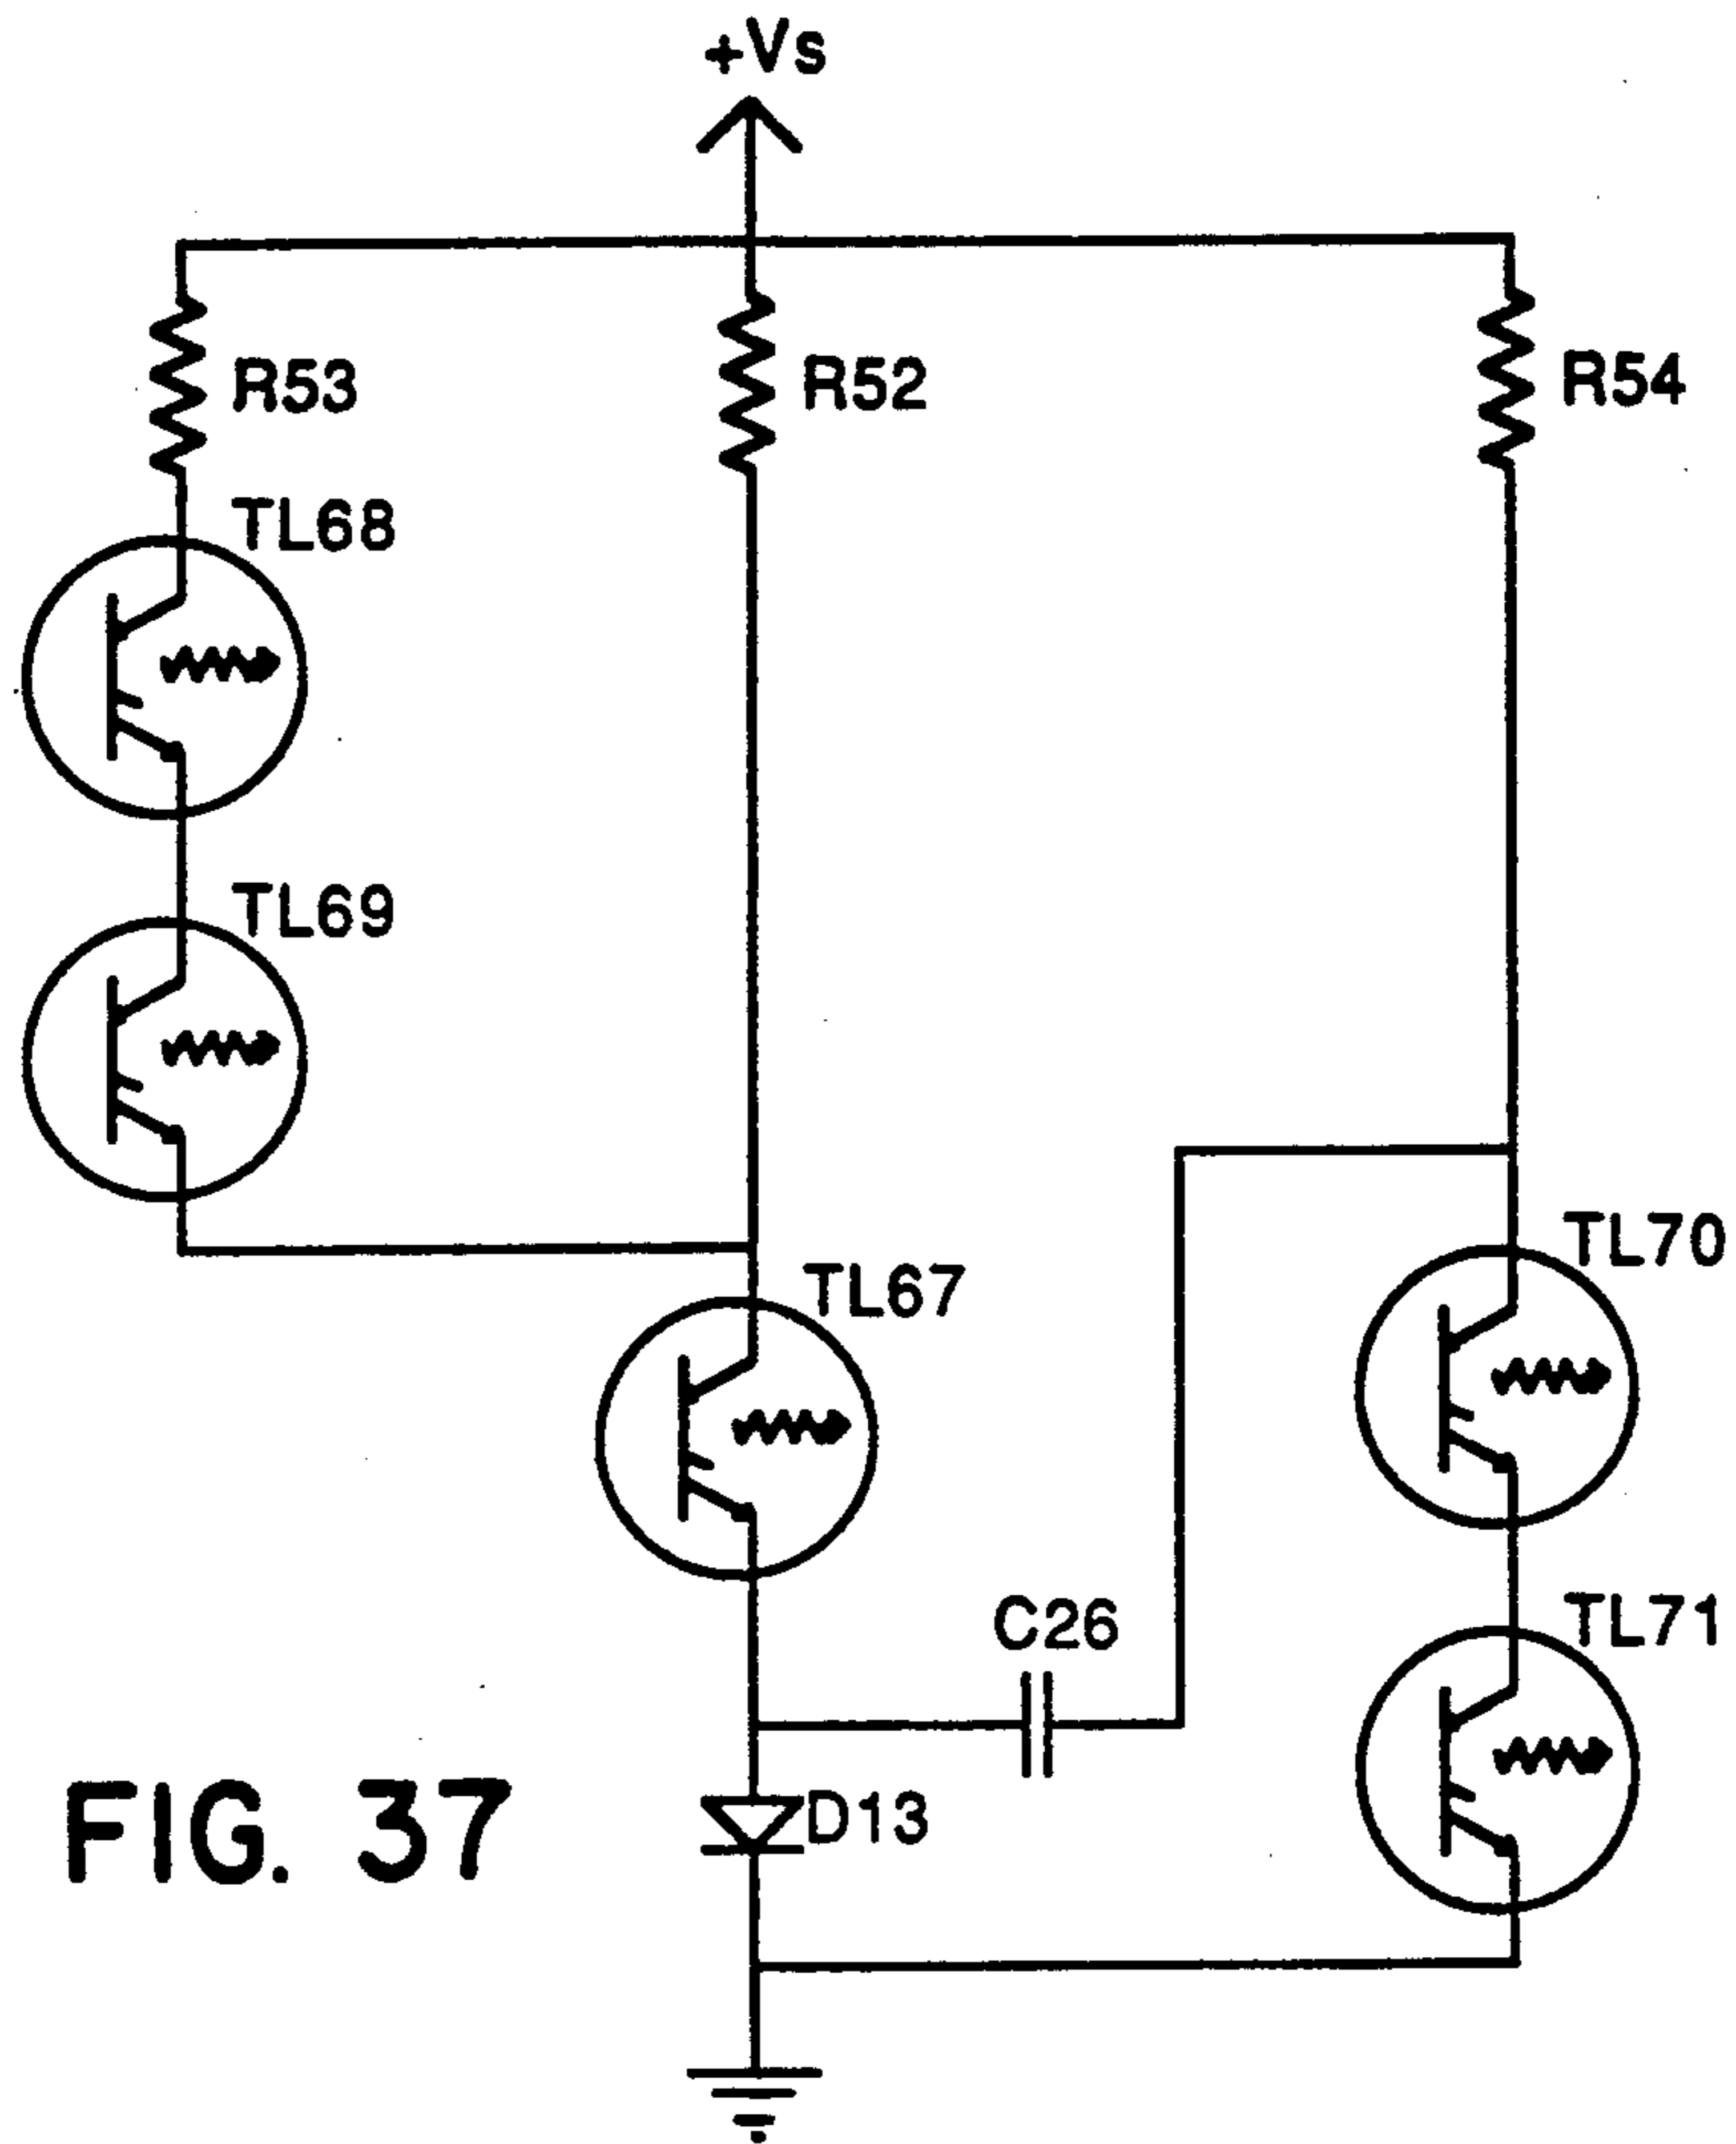 +Vs
R53
R52
R54
TL68
TL69
TL70
TL67
TL71
C26
D13
FIG. 37